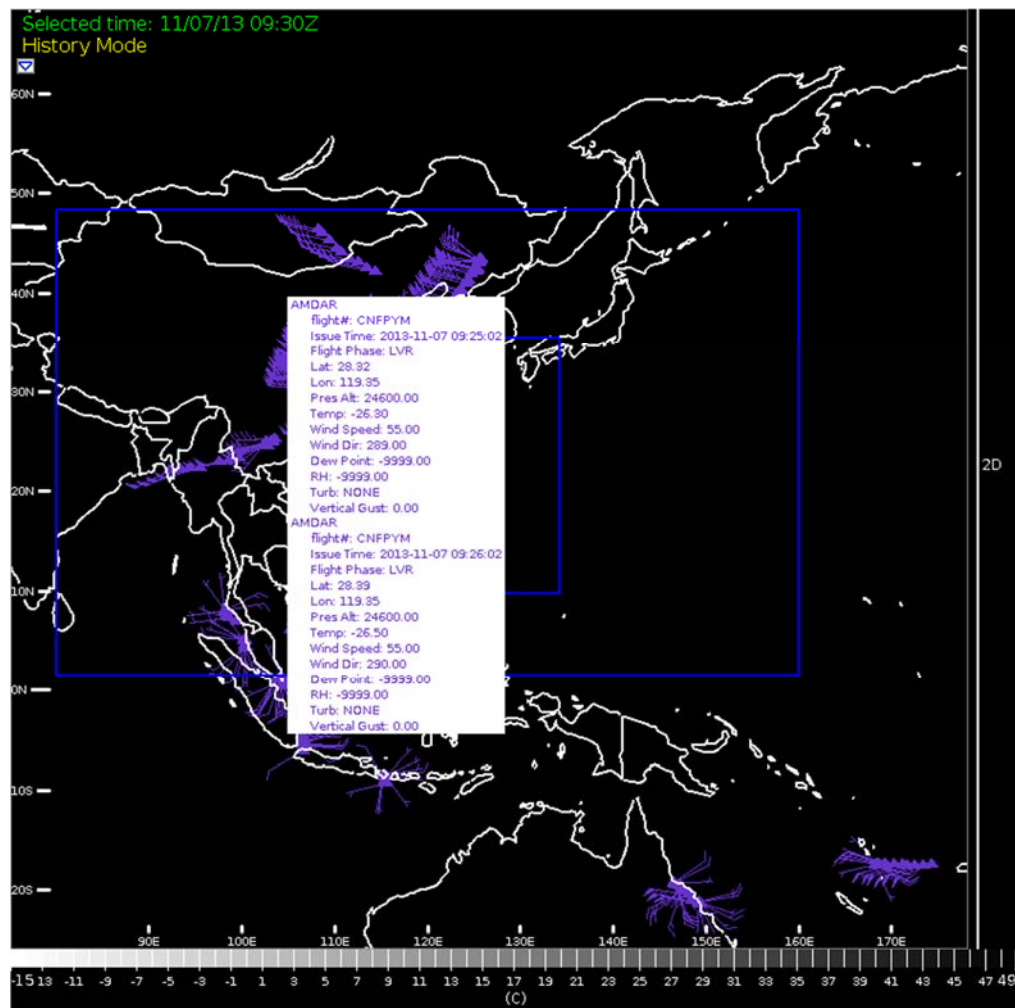 Selected time: 11/07/13 09:30Z
History Mode
60N
50N
40N
30N
20N
10N
0N
10S
20S
AMDAR
flight#: CNFPYM
Issue Time: 2013-11-07 09:25:02
Flight Phase: LVR
Lat: 28.32
Lon: 119.35
Pres Alt: 24600.00
Temp: -26.30
Wind Speed: 55.00
Wind Dir: 289.00
Dew Point: -9999.00
RH: -9999.00
Turb: NONE
Vertical Gust: 0.00
AMDAR
flight#: CNFPYM
Issue Time: 2013-11-07 09:26:02
Flight Phase: LVR
Lat: 28.39
Lon: 119.35
Pres Alt: 24600.00
Temp: -26.50
Wind Speed: 55.00
Wind Dir: 290.00
Dew Point: -9999.00
RH: -9999.00
Turb: NONE
Vertical Gust: 0.00
2D
90E 100E 110E 120E 130E 140E 150E 160E 170E
-15 13 -11 -9 -7 -5 -3 -1 1 3 5 7 9 11 13 15 17 19 21 23 25 27 29 31 33 35 37 39 41 43 45 47 49
(C)